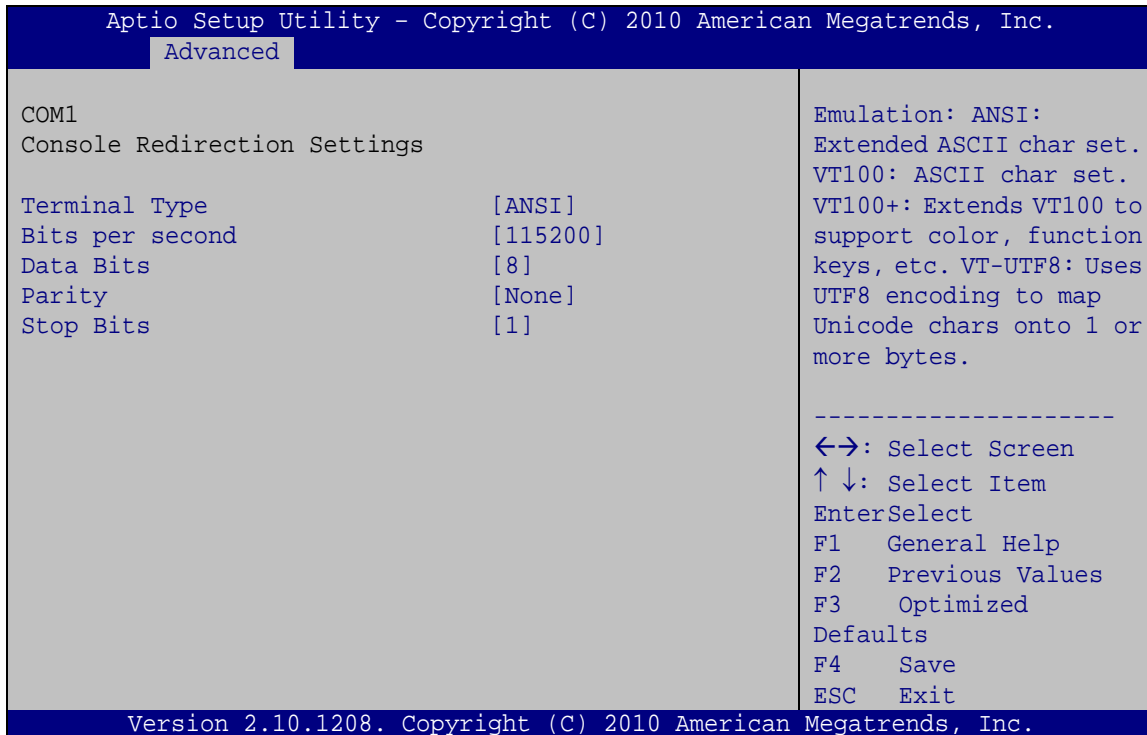 Aptio Setup Utility – Copyright (C) 2010 American Megatrends, Inc.
Advanced
COM1
Console Redirection Settings
Terminal Type [ANSI]
Bits per second [115200]
Data Bits [8]
Parity [None]
Stop Bits [1]
Emulation: ANSI:
Extended ASCII char set.
VT100: ASCII char set.
VT100+: Extends VT100 to
support color, function
keys, etc. VT-UTF8: Uses
UTF8 encoding to map
Unicode chars onto 1 or
more bytes.
---------------------
←→: Select Screen
↑ ↓: Select Item
EnterSelect
F1 General Help
F2 Previous Values
F3 Optimized
Defaults
F4 Save
ESC Exit
Version 2.10.1208. Copyright (C) 2010 American Megatrends, Inc.